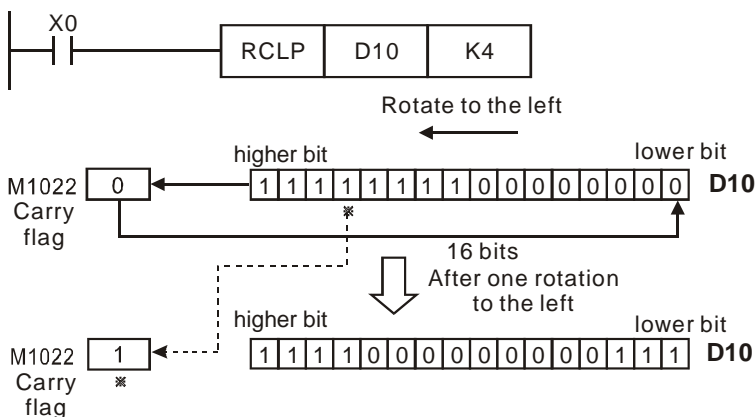 X0
RCLP D10 K4
Rotate to the left
higher bit lower bit
M1022 0 1 1 1 1 1 1 1 1 0 0 0 0 0 0 0 0 D10
Carry
flag
※
16 bits
After one rotation
to the left
higher bit lower bit
M1022 1 1 1 1 1 0 0 0 0 0 0 0 0 0 1 1 1 D10
Carry ※
flag